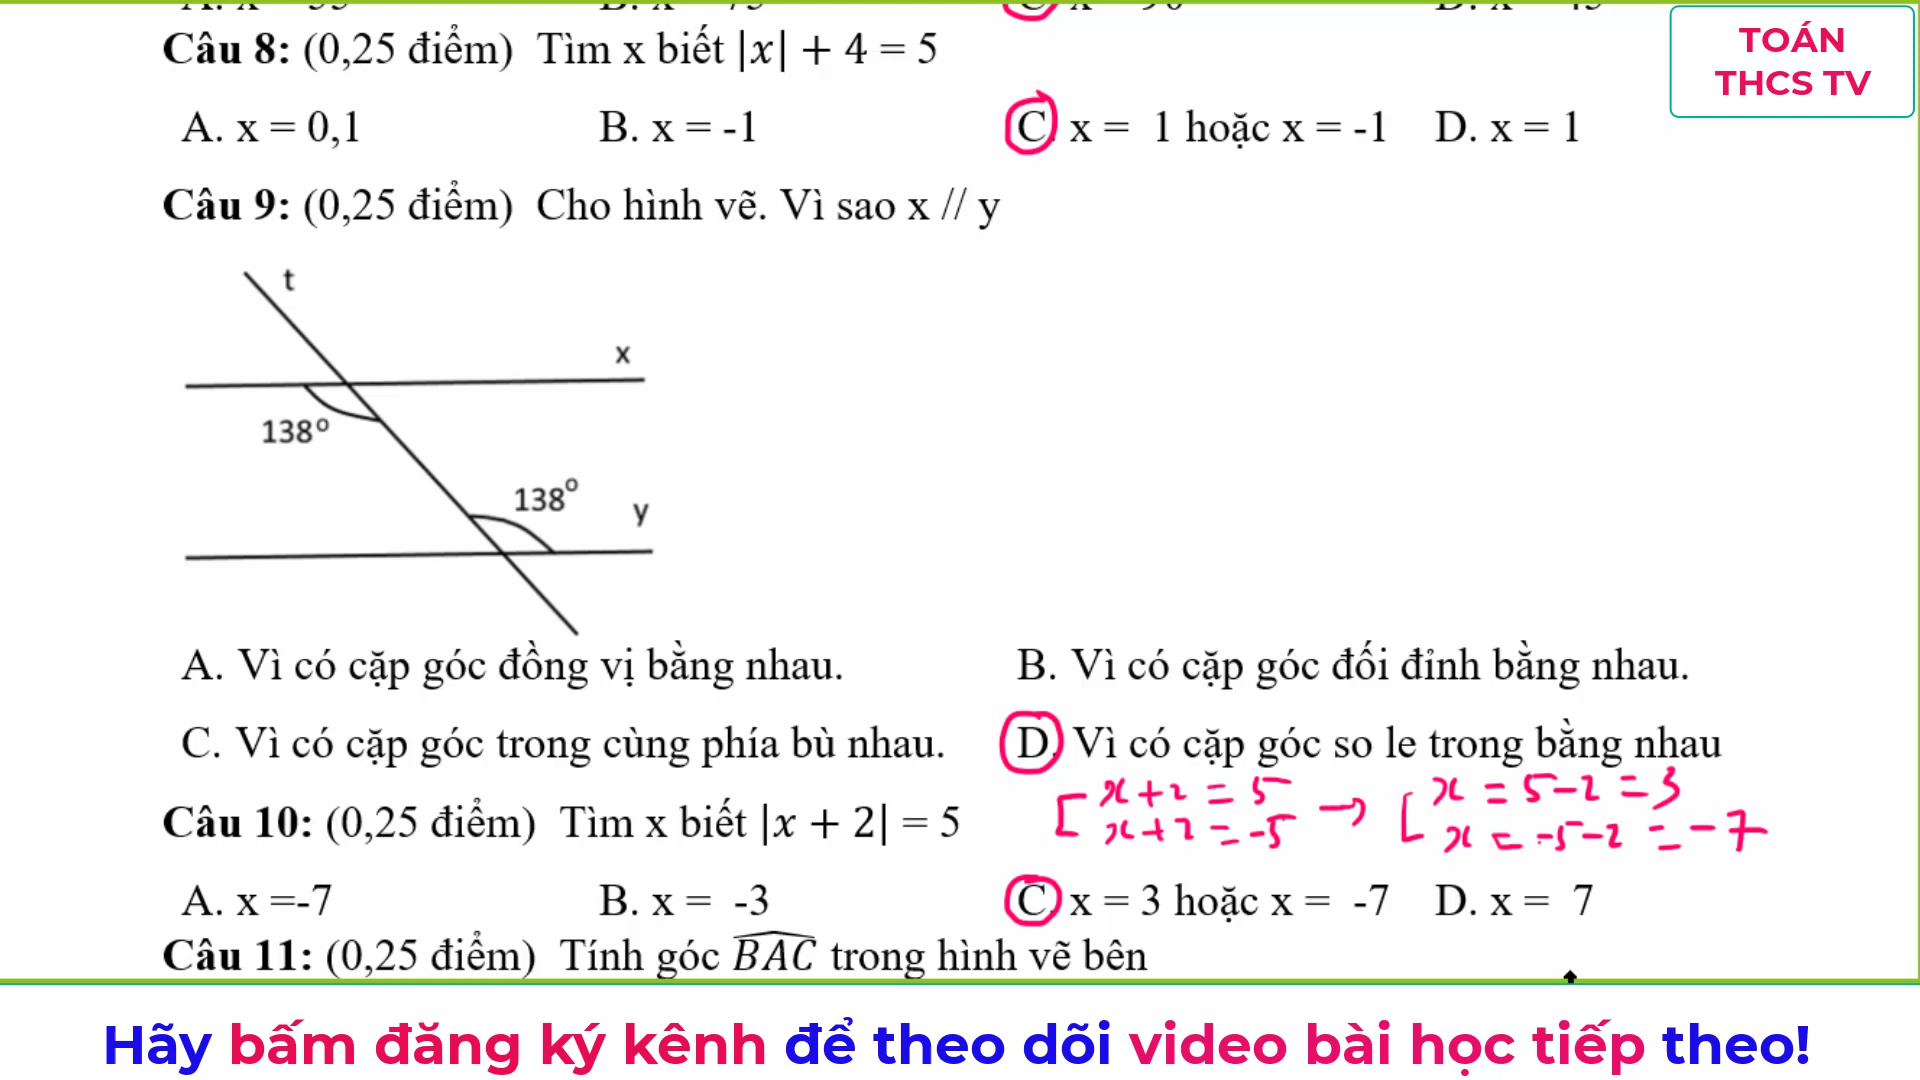 TOÁN
THCS TV
Câu 8: (0,25 điểm) Tìm x biết |x| + 4 = 5
A. x = 0,1 B. x = -1 C. x = 1 hoặc x = -1 D. x = 1
Câu 9: (0,25 điểm) Cho hình vẽ. Vì sao x // y
t
x
138°
138°
y
A. Vì có cặp góc đồng vị bằng nhau. B. Vì có cặp góc đối đỉnh bằng nhau.
C. Vì có cặp góc trong cùng phía bù nhau. D. Vì có cặp góc so le trong bằng nhau
[ x+2 = 5 → [ x = 5-2 = 3
x+2 = -5 x = -5-2 = -7
Câu 10: (0,25 điểm) Tìm x biết |x + 2| = 5
A. x =-7 B. x = -3 C. x = 3 hoặc x = -7 D. x = 7
Câu 11: (0,25 điểm) Tính góc \widehat{BAC} trong hình vẽ bên
Hãy bấm đăng ký kênh để theo dõi video bài học tiếp theo!